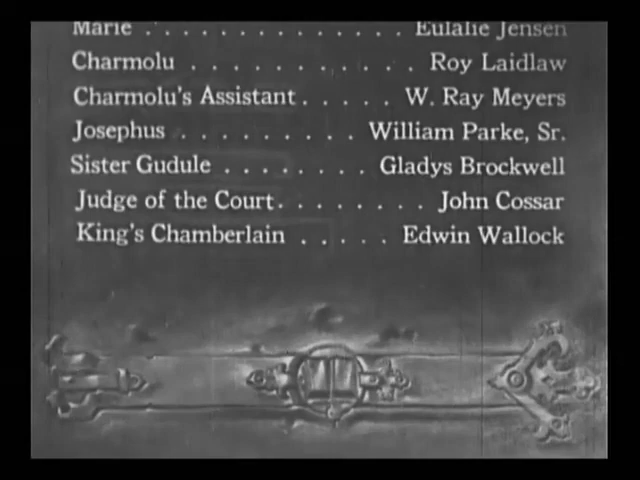 Marie . . . . . . . . . . . . . Eulalie Jensen
Charmolu . . . . . . . . . . . . Roy Laidlaw
Charmolu's Assistant . . . . . W. Ray Meyers
Josephus . . . . . . . . . William Parke, Sr.
Sister Gudule . . . . . . . . Gladys Brockwell
Judge of the Court . . . . . . . . John Cossar
King's Chamberlain . . . . . Edwin Wallock